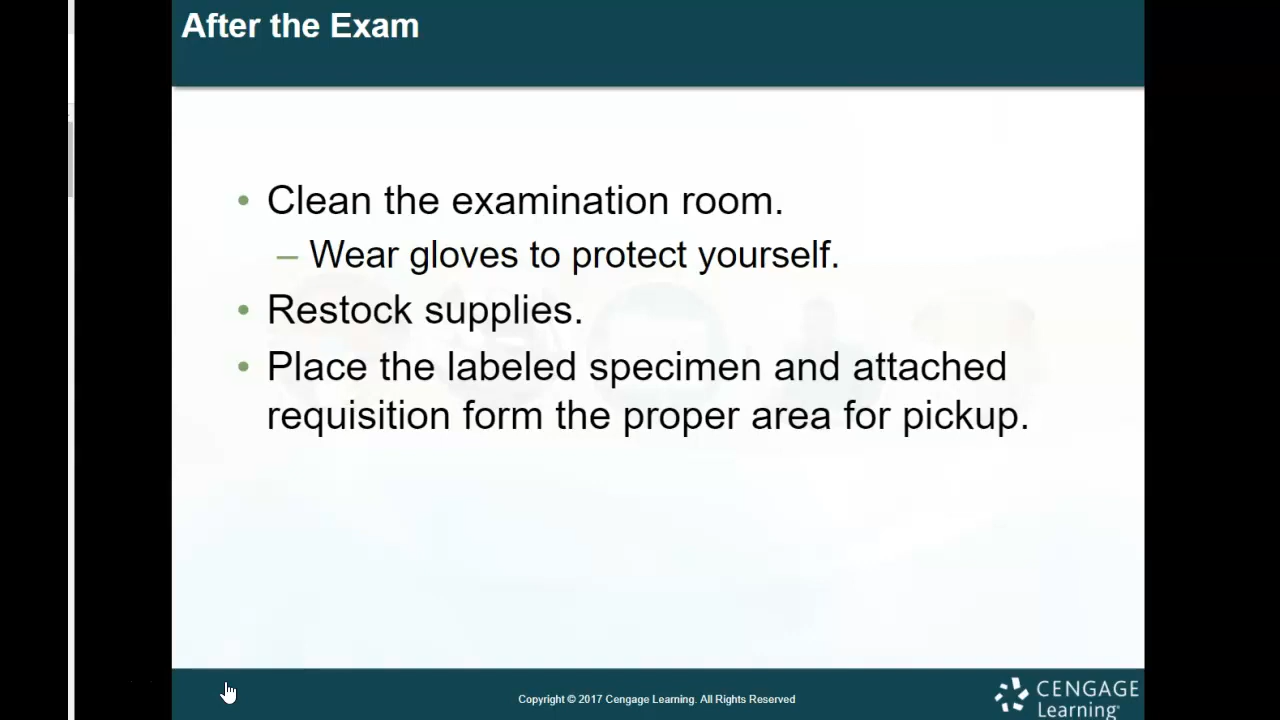 After the Exam
• Clean the examination room.
– Wear gloves to protect yourself.
• Restock supplies.
• Place the labeled specimen and attached
requisition form the proper area for pickup.
Copyright © 2017 Cengage Learning. All Rights Reserved
CENGAGE
Learning